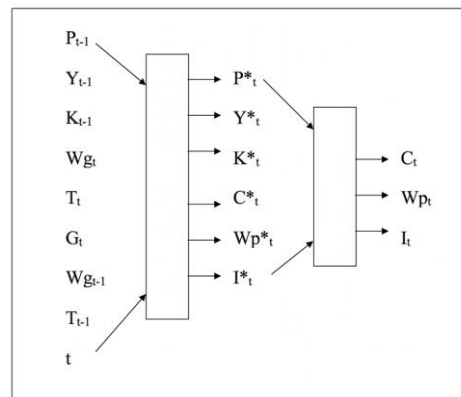 P_{t-1}
Y_{t-1}
K_{t-1}
Wg_t
T_t
G_t
Wg_{t-1}
T_{t-1}
t
P*_t
Y*_t
K*_t
C*_t
Wp*_t
I*_t
C_t
Wp_t
I_t